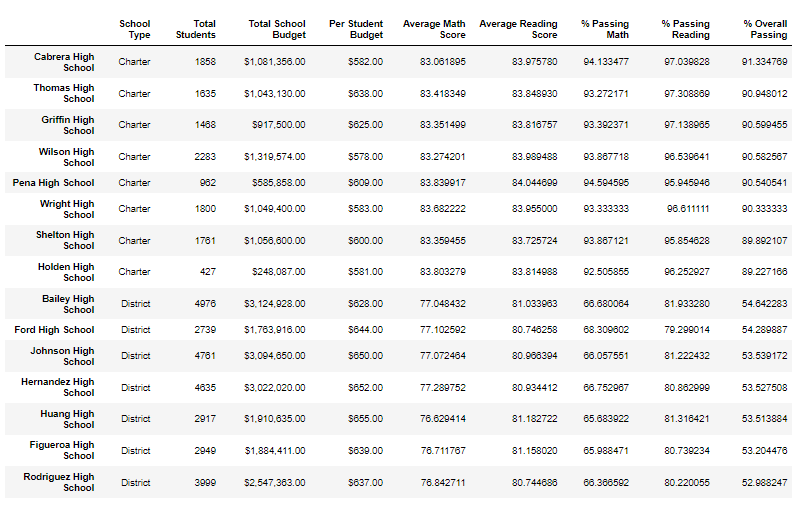 School Type Total Students Total School Budget Per Student Budget Average Math Score Average Reading Score % Passing Math % Passing Reading % Overall Passing
Cabrera High School Charter 1858 $1,081,356.00 $582.00 83.061895 83.975780 94.133477 97.039828 91.334769
Thomas High School Charter 1635 $1,043,130.00 $638.00 83.418349 83.848930 93.272171 97.308869 90.948012
Griffin High School Charter 1468 $917,500.00 $625.00 83.351499 83.816757 93.392371 97.138965 90.599455
Wilson High School Charter 2283 $1,319,574.00 $578.00 83.274201 83.989488 93.867718 96.539641 90.582567
Pena High School Charter 962 $585,858.00 $609.00 83.839917 84.044699 94.594595 95.945946 90.540541
Wright High School Charter 1800 $1,049,400.00 $583.00 83.682222 83.955000 93.333333 96.611111 90.333333
Shelton High School Charter 1761 $1,056,600.00 $600.00 83.359455 83.725724 93.867121 95.854628 89.892107
Holden High School Charter 427 $248,087.00 $581.00 83.803279 83.814988 92.505855 96.252927 89.227166
Bailey High School District 4976 $3,124,928.00 $628.00 77.048432 81.033963 66.680064 81.933280 54.642283
Ford High School District 2739 $1,763,916.00 $644.00 77.102592 80.746258 68.309602 79.299014 54.289887
Johnson High School District 4761 $3,094,650.00 $650.00 77.072464 80.966394 66.057551 81.222432 53.539172
Hernandez High School District 4635 $3,022,020.00 $652.00 77.289752 80.934412 66.752967 80.862999 53.527508
Huang High School District 2917 $1,910,635.00 $655.00 76.629414 81.182722 65.683922 81.316421 53.513884
Figueroa High School District 2949 $1,884,411.00 $639.00 76.711767 81.158020 65.988471 80.739234 53.204476
Rodriguez High School District 3999 $2,547,363.00 $637.00 76.842711 80.744686 66.366592 80.220055 52.988247